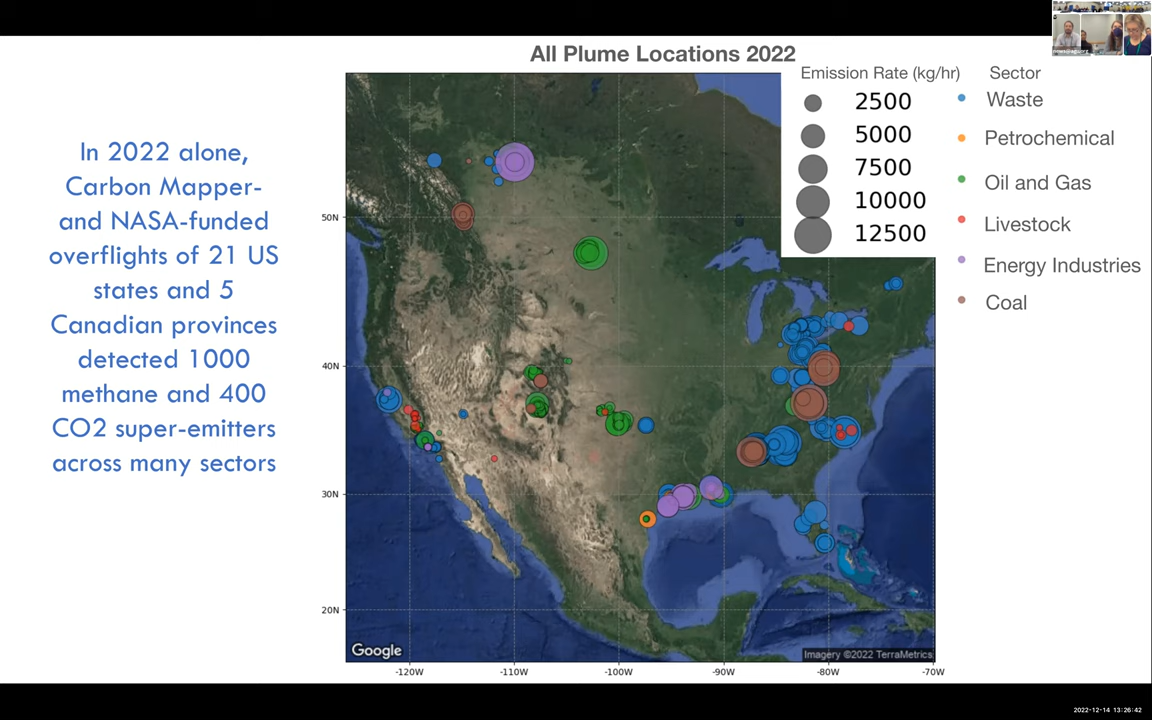 All Plume Locations 2022
In 2022 alone,
Carbon Mapper-
and NASA-funded
overflights of 21 US
states and 5
Canadian provinces
detected 1000
methane and 400
CO2 super-emitters
across many sectors
Emission Rate (kg/hr)
2500
5000
7500
10000
12500
Sector
Waste
Petrochemical
Oil and Gas
Livestock
Energy Industries
Coal
50N
40N
30N
20N
-120W
-110W
-100W
-90W
-80W
-70W
Google
Imagery ©2022 TerraMetrics
2022-12-14 13:26:42